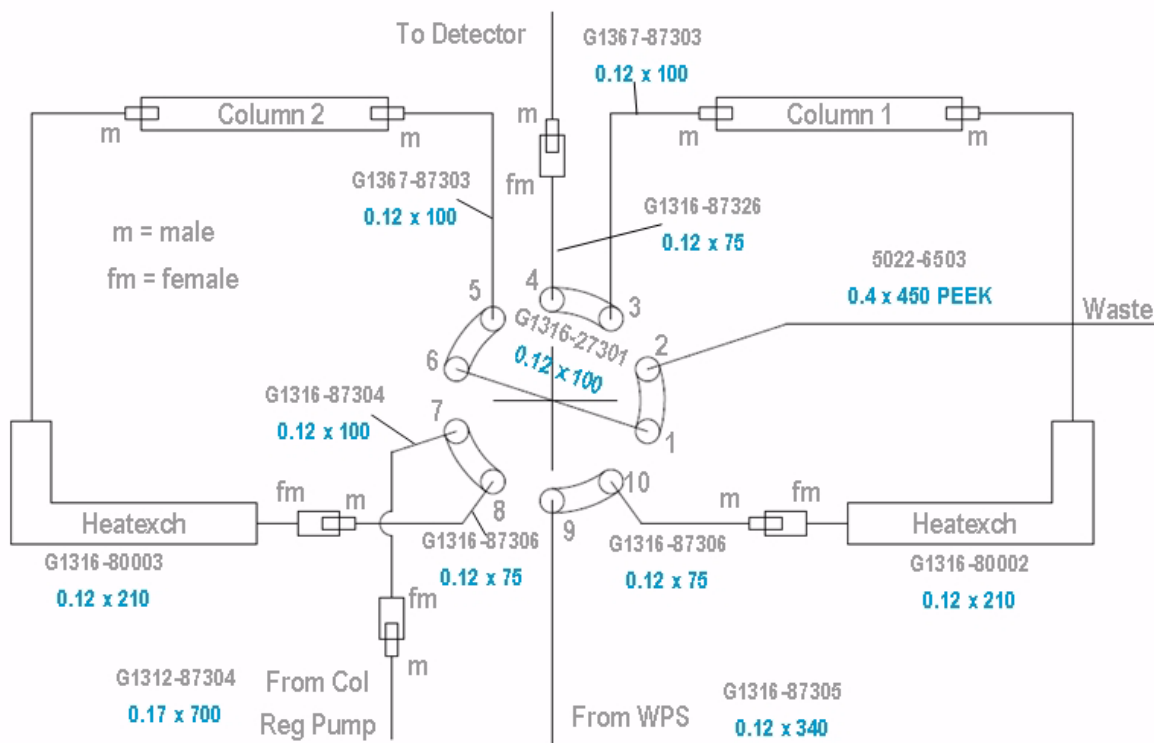 To Detector
G1367-87303
0.12 x 100
Column 2
Column 1
m
m
m
m
m
fm
G1367-87303
0.12 x 100
G1316-87326
0.12 x 75
m = male
fm = female
5022-6503
0.4 x 450 PEEK
Waste
5
4
3
G1316-27301
0.12 x 100
6
2
G1316-87304
0.12 x 100
7
1
8
10
9
fm
m
m
fm
Heatexch
Heatexch
G1316-80003
0.12 x 210
G1316-87306
0.12 x 75
G1316-87306
0.12 x 75
G1316-80002
0.12 x 210
fm
m
G1312-87304
0.17 x 700
From Col
Reg Pump
From WPS
G1316-87305
0.12 x 340